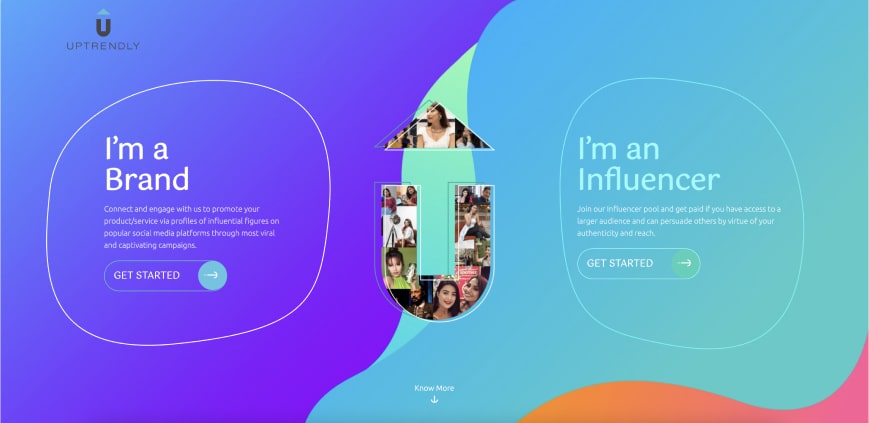 UPTRENDLY
I'm a
Brand
Connect and engage with us to promote your
product/service via profiles of influential figures on
popular social media platforms through most viral
and captivating campaigns.
GET STARTED
I'm an
Influencer
Join our Influencer pool and get paid if you have access to a
larger audience and can persuade others by virtue of your
authenticity and reach.
GET STARTED
Know More